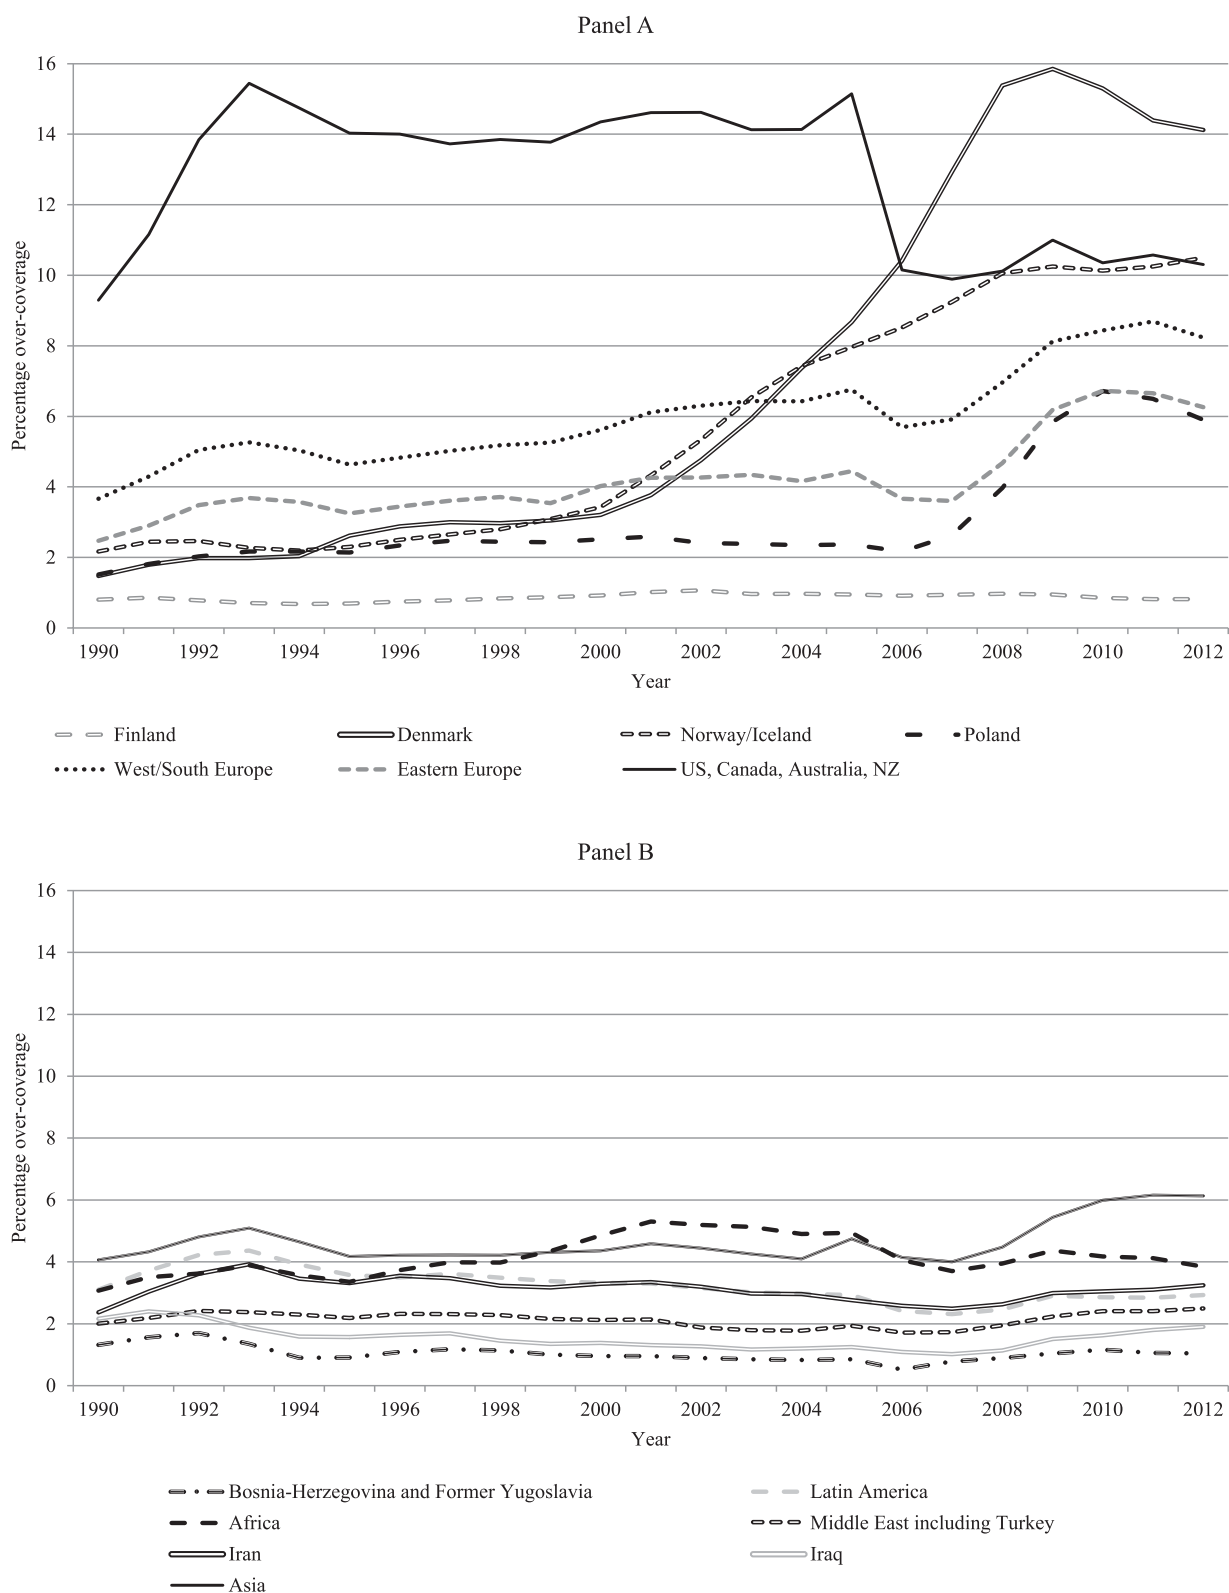 Panel A
16
14
12
10
8
6
4
2
0
Percentage over-coverage
1990 1992 1994 1996 1998 2000 2002 2004 2006 2008 2010 2012
Year
Finland Denmark Norway/Iceland Poland
West/South Europe Eastern Europe US, Canada, Australia, NZ
Panel B
16
14
12
10
8
6
4
2
0
Percentage over-coverage
1990 1992 1994 1996 1998 2000 2002 2004 2006 2008 2010 2012
Year
Bosnia-Herzegovina and Former Yugoslavia Latin America
Africa Middle East including Turkey
Iran Iraq
Asia